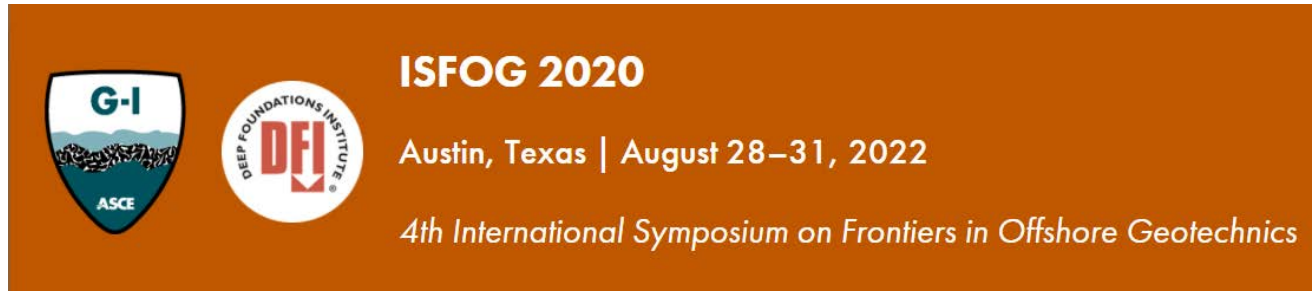 G-I
ASCE
DEEP FOUNDATIONS INSTITUTE
DFI
®
ISFOG 2020
Austin, Texas | August 28–31, 2022
4th International Symposium on Frontiers in Offshore Geotechnics